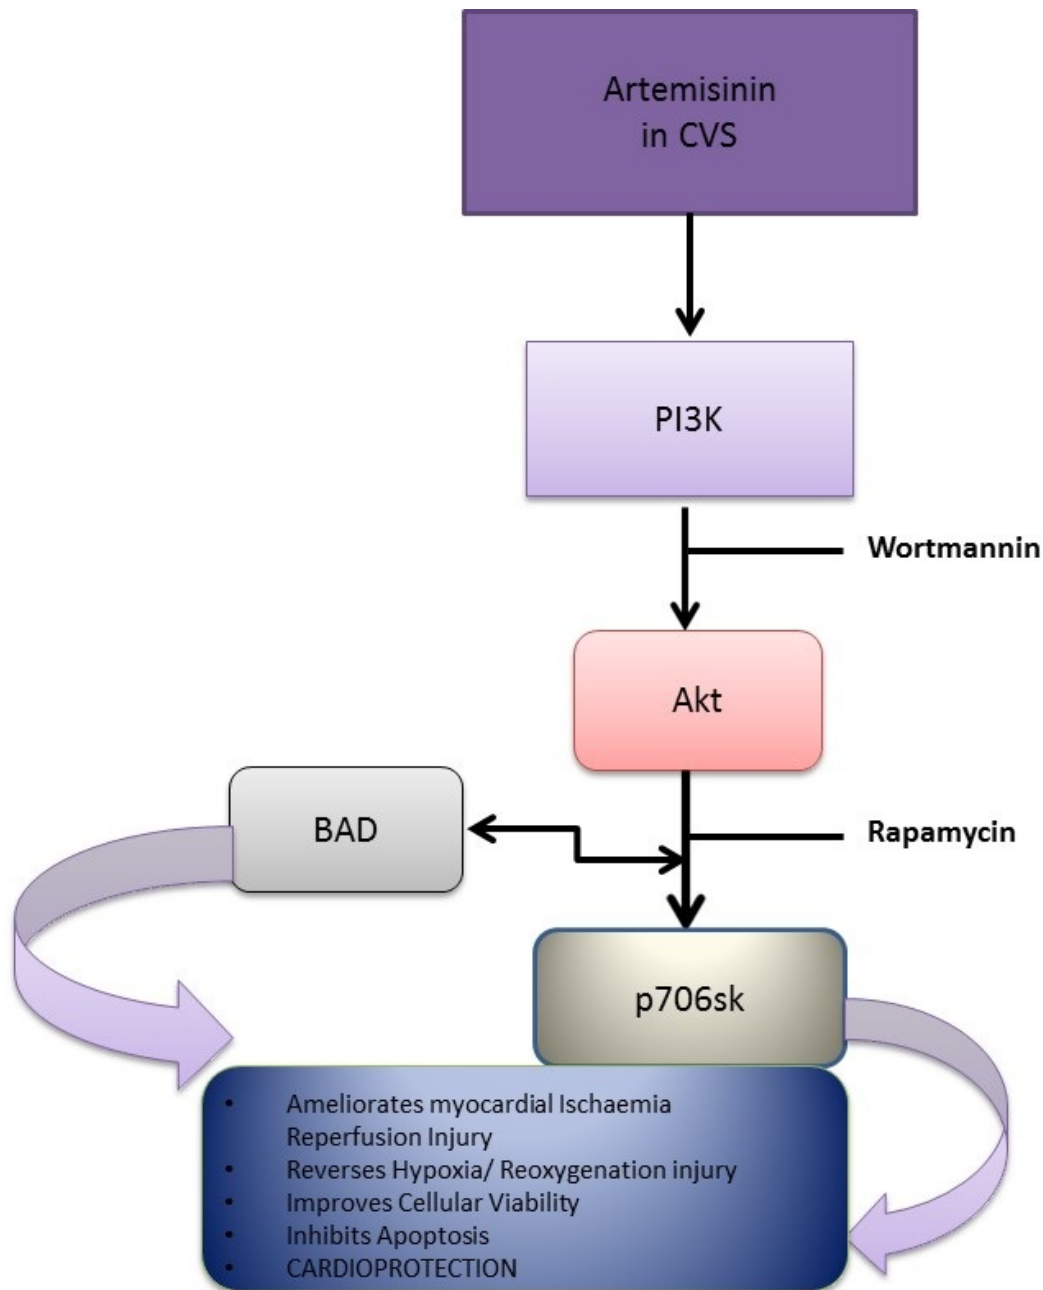 Artemisinin
in CVS
PI3K
Wortmannin
Akt
BAD
Rapamycin
p706sk
• Ameliorates myocardial Ischaemia
Reperfusion Injury
• Reverses Hypoxia/ Reoxygenation injury
• Improves Cellular Viability
• Inhibits Apoptosis
• CARDIOPROTECTION